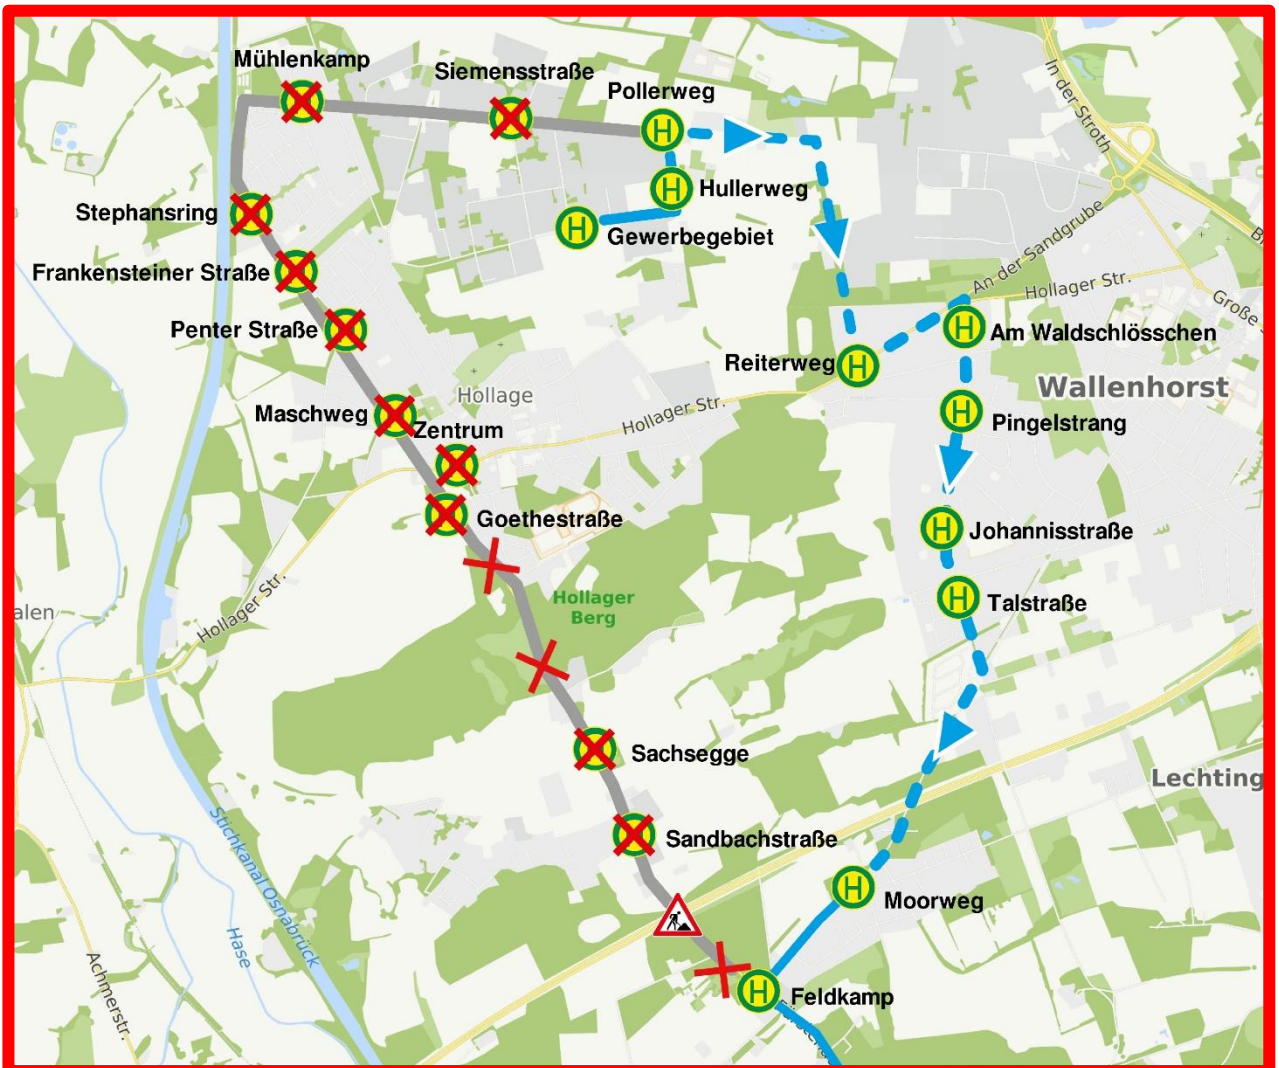 Mühlenkamp
Siemensstraße
Pollerweg
In der Stroth
H
H
Hullerweg
Stephansring
H
Gewerbegebiet
An der Sandgrube
Frankensteiner Straße
Hollager Str.
Große
Penter Straße
H
Am Waldschlösschen
Reiterweg
H
Hollage
Wallenhorst
Maschweg
Hollager Str.
H
Pingelstrang
Zentrum
Goethestraße
H
Johannisstraße
Hollager Str.
Hollager
Berg
H
Talstraße
alen
Sachsegge
Lechting
Stichkanal Osnabrück
Sandbachstraße
H
Moorweg
Hase
Achmerstr.
H
Feldkamp